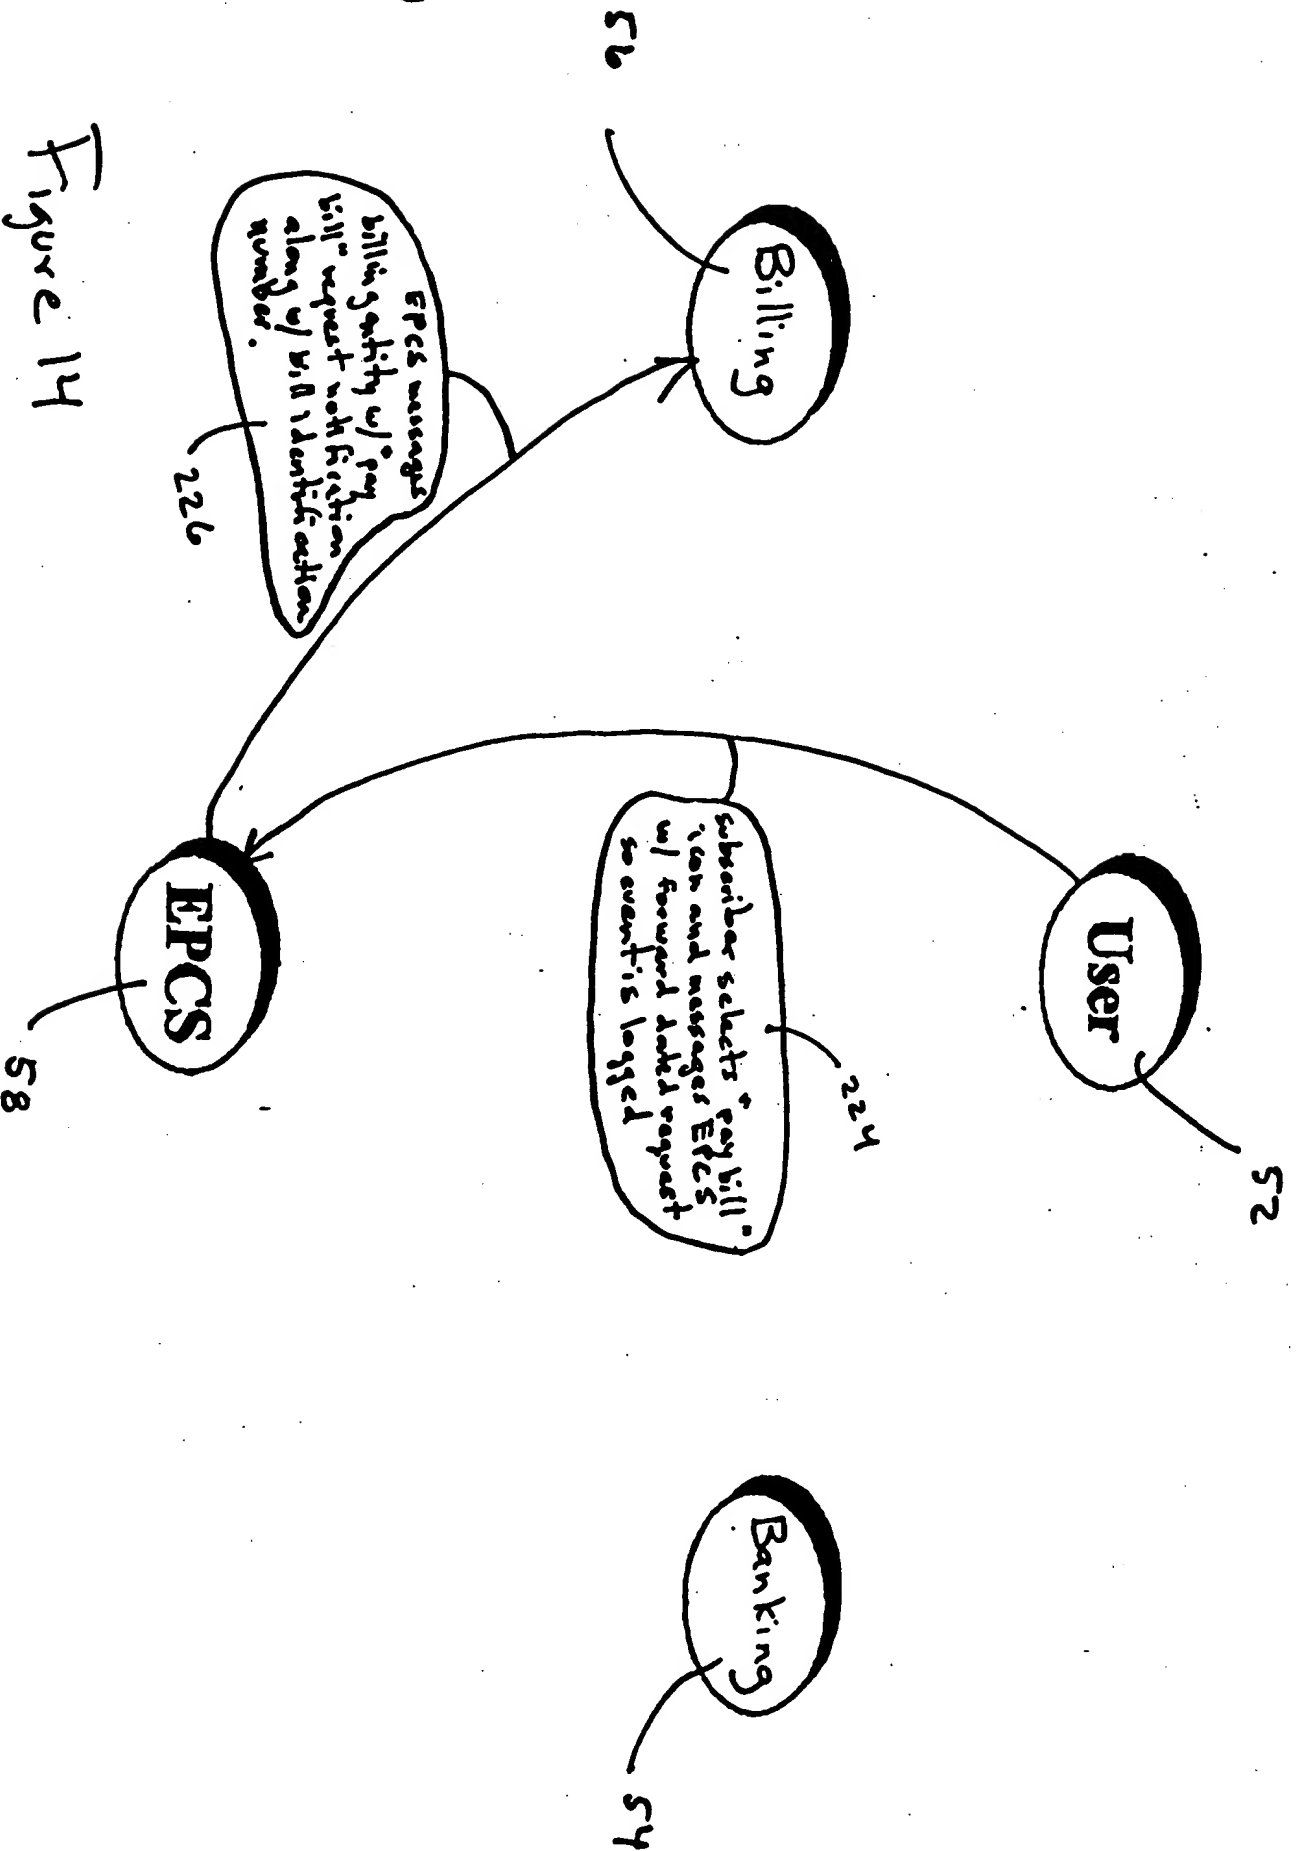 52
User
224
subscriber selects "pay bill"
icon and messages EPCS
w/ forward dated request
so event is logged
56
Billing
Banking
54
EPCS messages
billing entity w/ "pay
bill" request notification
along w/ bill identification
number.
226
EPCS
58
Figure 14